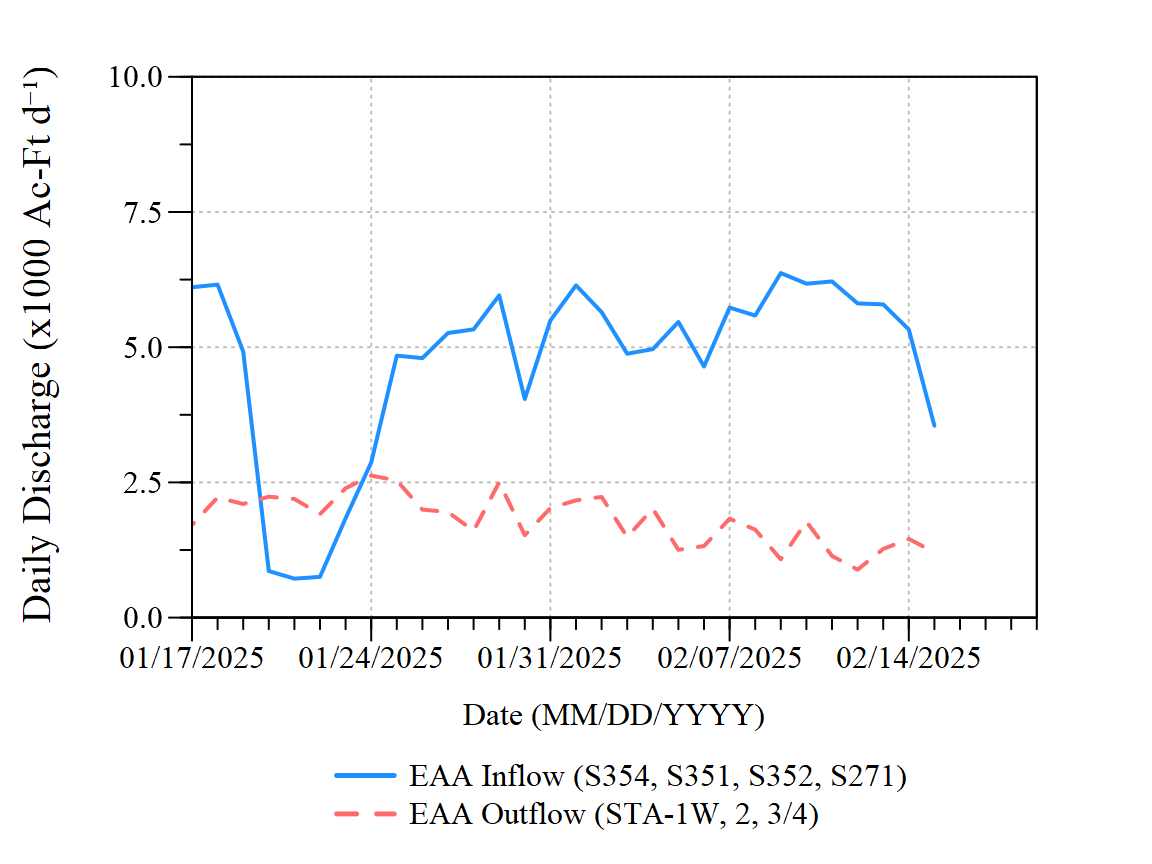 Daily Discharge (x1000 Ac-Ft d⁻¹)
10.0
7.5
5.0
2.5
0.0
01/17/2025 01/24/2025 01/31/2025 02/07/2025 02/14/2025
Date (MM/DD/YYYY)
EAA Inflow (S354, S351, S352, S271)
EAA Outflow (STA-1W, 2, 3/4)